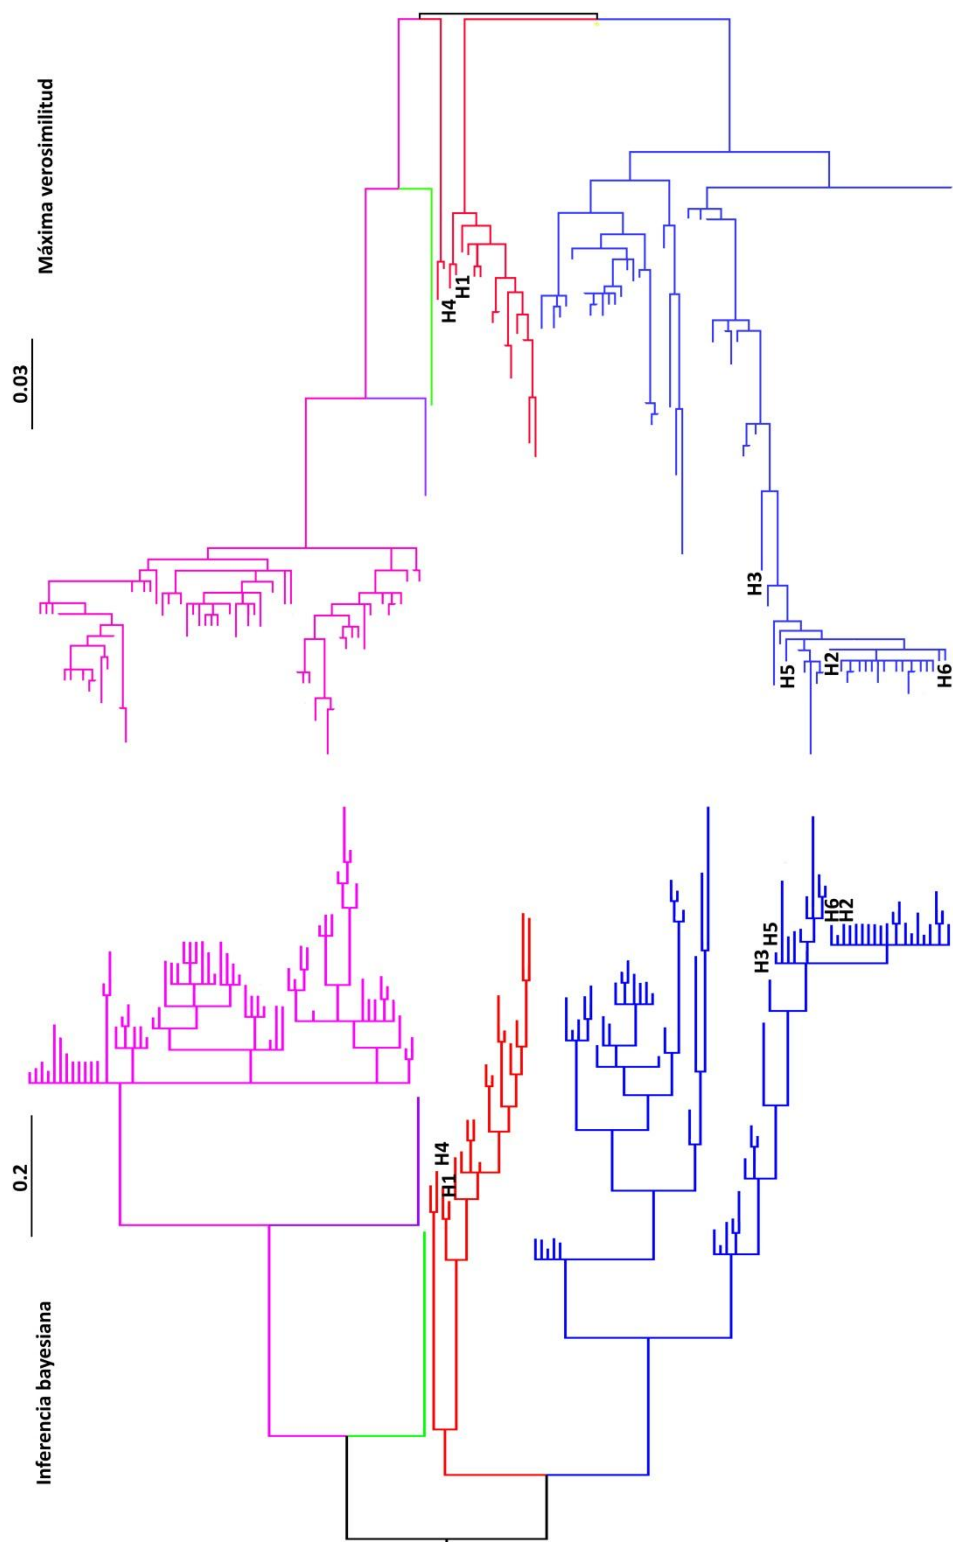 Inferencia bayesiana
0.2
H1
H4
H3
H5
H6
H2
Máxima verosimilitud
0.03
H4
H1
H3
H5
H2
H6